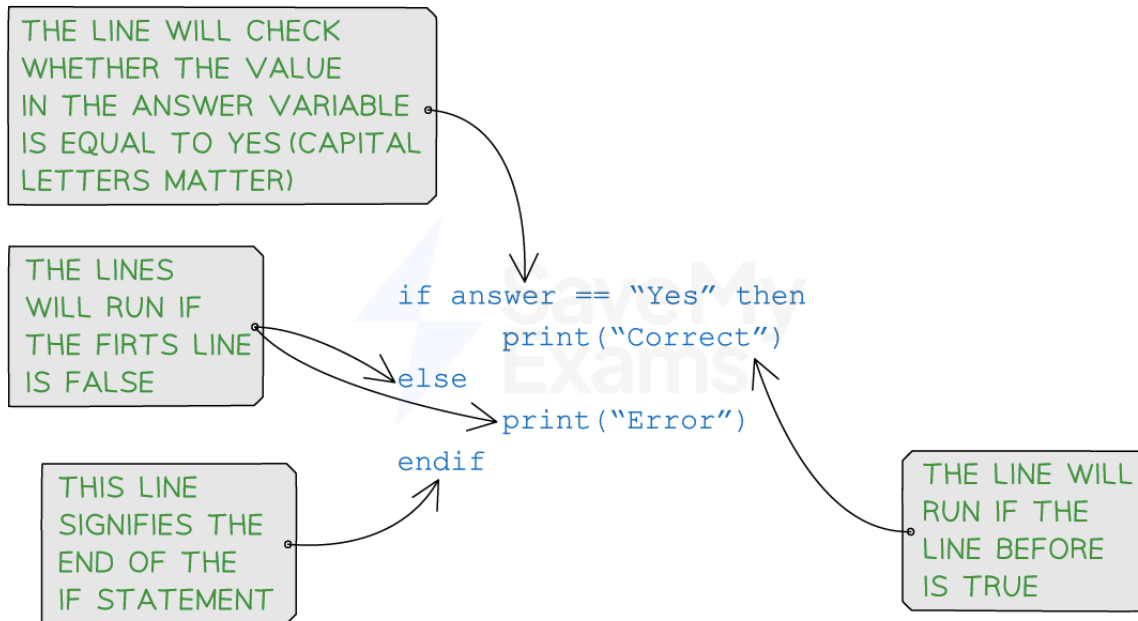 THE LINE WILL CHECK
WHETHER THE VALUE
IN THE ANSWER VARIABLE
IS EQUAL TO YES (CAPITAL
LETTERS MATTER)
THE LINES
WILL RUN IF
THE FIRTS LINE
IS FALSE
if answer == “Yes” then
print(“Correct”)
else
print(“Error”)
endif
SaveMy
Exams
THIS LINE
SIGNIFIES THE
END OF THE
IF STATEMENT
THE LINE WILL
RUN IF THE
LINE BEFORE
IS TRUE